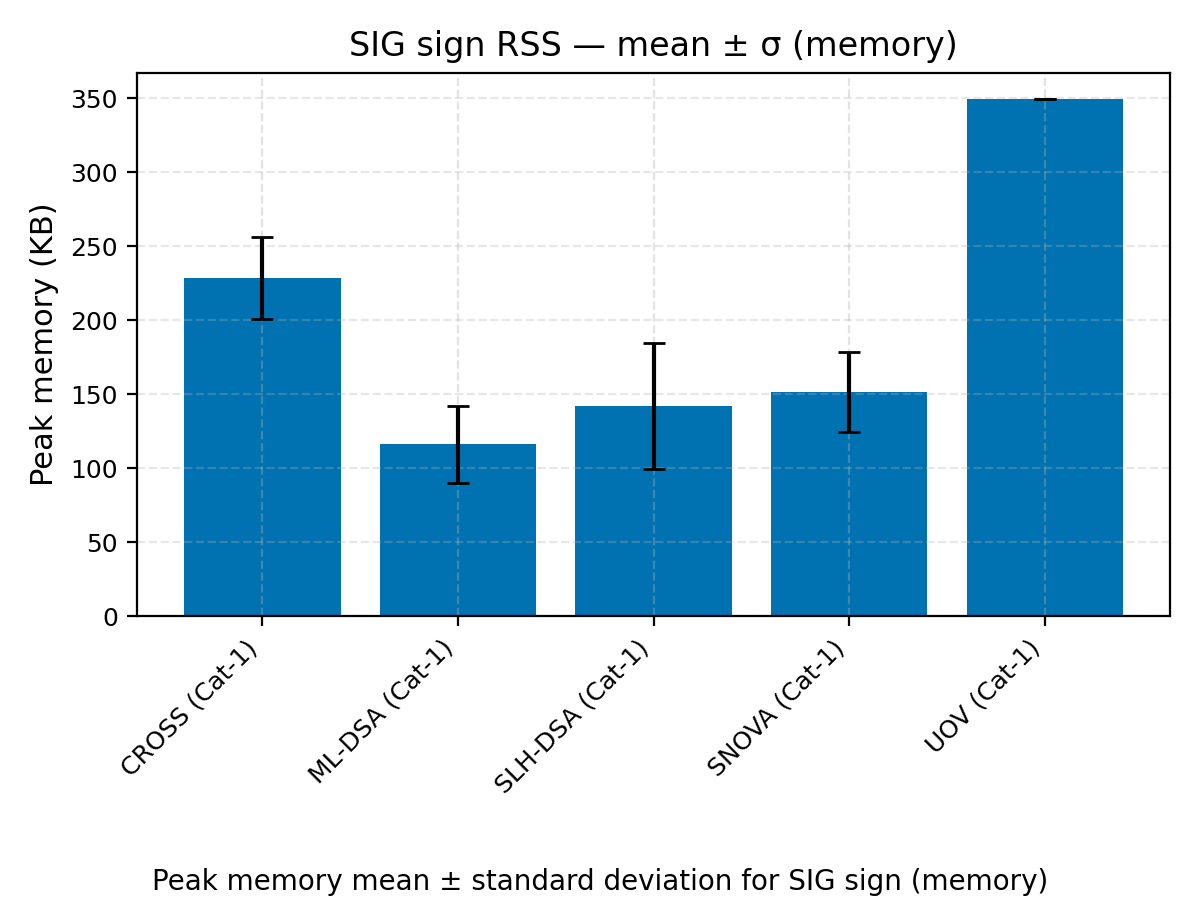 SIG sign RSS — mean ± σ (memory)
Peak memory (KB)
350
300
250
200
150
100
50
0
CROSS (Cat-1)
ML-DSA (Cat-1)
SLH-DSA (Cat-1)
SNOVA (Cat-1)
UOV (Cat-1)
Peak memory mean ± standard deviation for SIG sign (memory)